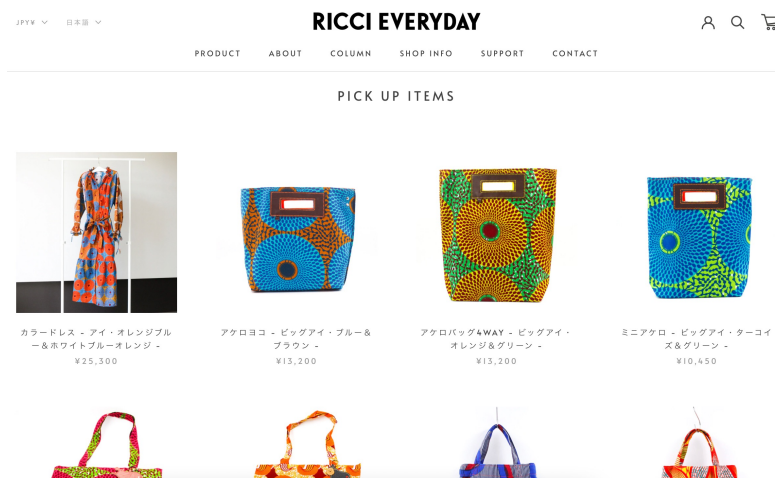 JPY¥ 日本語 RICCI EVERYDAY
PRODUCT ABOUT COLUMN SHOP INFO SUPPORT CONTACT
PICK UP ITEMS
カラードレス - アイ・オレンジブル
ー＆ホワイトブルーオレンジ -
¥25,300
アケロヨコ - ビッグアイ・ブルー＆
ブラウン -
¥13,200
アケロバッグ4WAY - ビッグアイ・
オレンジ＆グリーン -
¥13,200
ミニアケロ - ビッグアイ・ターコイ
ズ＆グリーン -
¥10,450